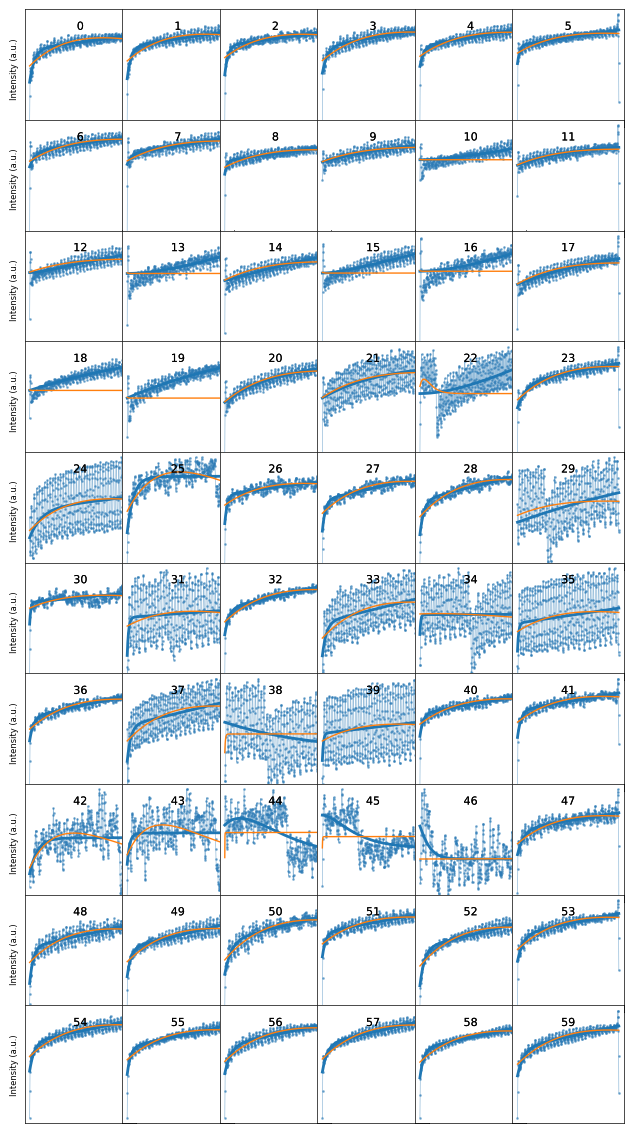 Intensity (a.u.) 0 1 2 3 4 5
Intensity (a.u.) 6 7 8 9 10 11
Intensity (a.u.) 12 13 14 15 16 17
Intensity (a.u.) 18 19 20 21 22 23
Intensity (a.u.) 24 25 26 27 28 29
Intensity (a.u.) 30 31 32 33 34 35
Intensity (a.u.) 36 37 38 39 40 41
Intensity (a.u.) 42 43 44 45 46 47
Intensity (a.u.) 48 49 50 51 52 53
Intensity (a.u.) 54 55 56 57 58 59